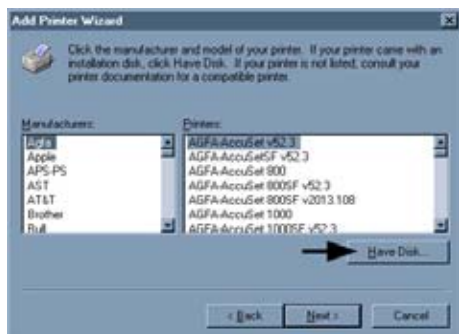 Add Printer Wizard
Click the manufacturer and model of your printer. If your printer came with an
installation disk, click Have Disk. If your printer is not listed, consult your
printer documentation for a compatible printer.
Manufacturers:
Agfa
Apple
APS-PS
AST
AT&T
Brother
Bull
Printers:
AGFA-AccuSet v52.3
AGFA-AccuSetSF v52.3
AGFA-AccuSet 800
AGFA-AccuSet 800SF v52.3
AGFA-AccuSet 800SF v2013.108
AGFA-AccuSet 1000
AGFA-AccuSet 1000SF v52.3
Have Disk...
< Back
Next >
Cancel